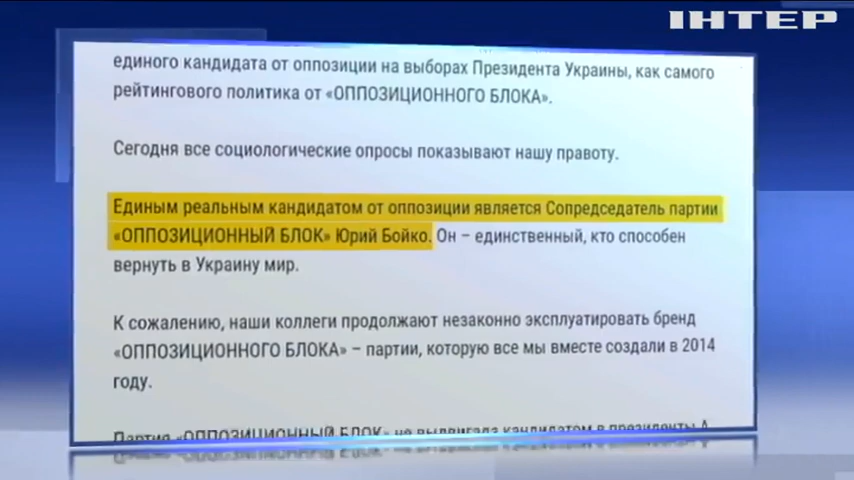 ІНТЕР
единого кандидата от оппозиции на выборах Президента Украины, как самого
рейтингового политика от «ОППОЗИЦИОННОГО БЛОКА».
Сегодня все социологические опросы показывают нашу правоту.
Единым реальным кандидатом от оппозиции является Сопредседатель партии
«ОППОЗИЦИОННЫЙ БЛОК» Юрий Бойко. Он – единственный, кто способен
вернуть в Украину мир.
К сожалению, наши коллеги продолжают незаконно эксплуатировать бренд
«ОППОЗИЦИОННОГО БЛОКА» – партии, которую все мы вместе создали в 2014
году.
Партия «ОППОЗИЦИОННЫЙ БЛОК» не выдвигала кандидатом в президенты А